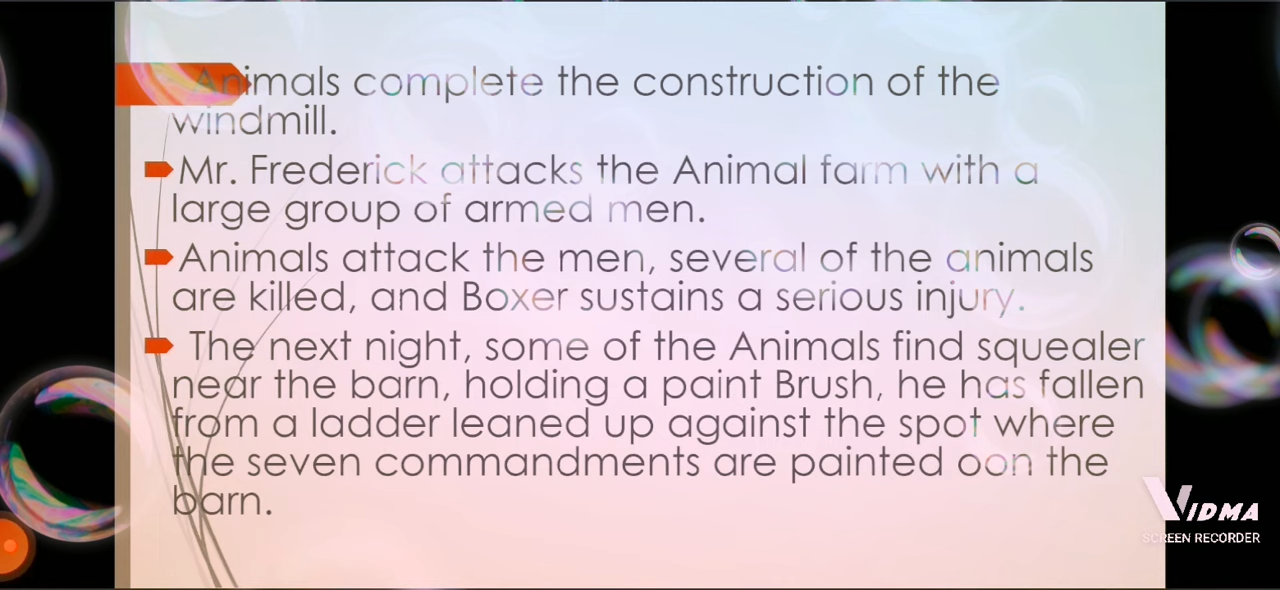 Animals complete the construction of the
windmill.
Mr. Frederick attacks the Animal farm with a
large group of armed men.
Animals attack the men, several of the animals
are killed, and Boxer sustains a serious injury.
The next night, some of the Animals find squealer
near the barn, holding a paint Brush, he has fallen
from a ladder leaned up against the spot where
the seven commandments are painted oon the
barn.
VIDMA
SCREEN RECORDER